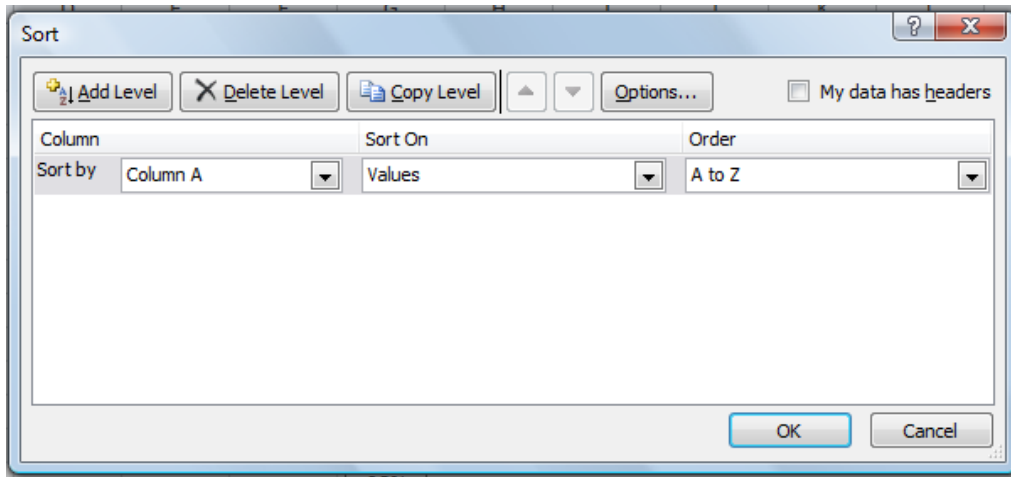 Sort
Add Level Delete Level Copy Level Options... My data has headers
Column Sort On Order
Sort by Column A Values A to Z
OK Cancel